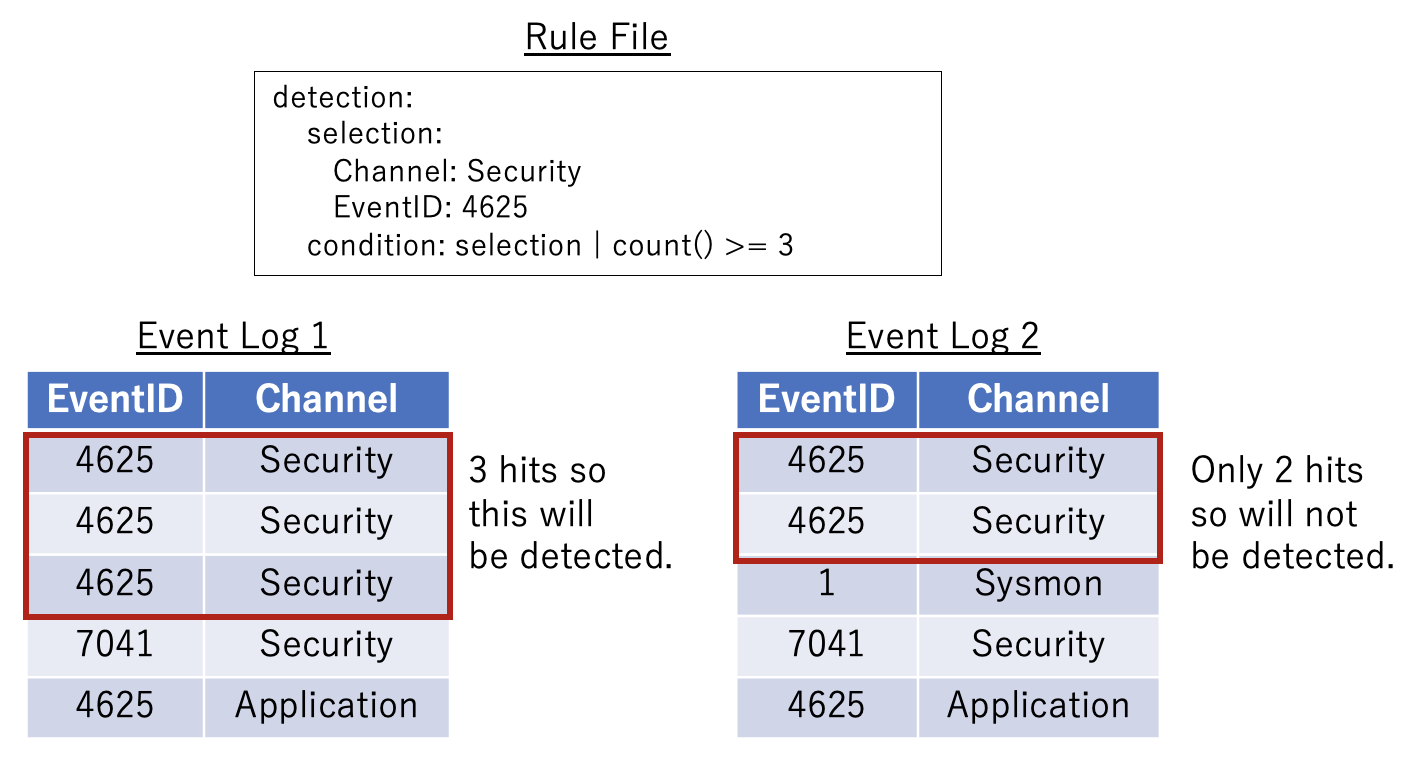 Rule File
detection:
selection:
Channel: Security
EventID: 4625
condition: selection | count() >= 3
Event Log 1
EventID Channel
4625 Security
4625 Security
4625 Security
7041 Security
4625 Application
3 hits so
this will
be detected.
Event Log 2
EventID Channel
4625 Security
4625 Security
1 Sysmon
7041 Security
4625 Application
Only 2 hits
so will not
be detected.